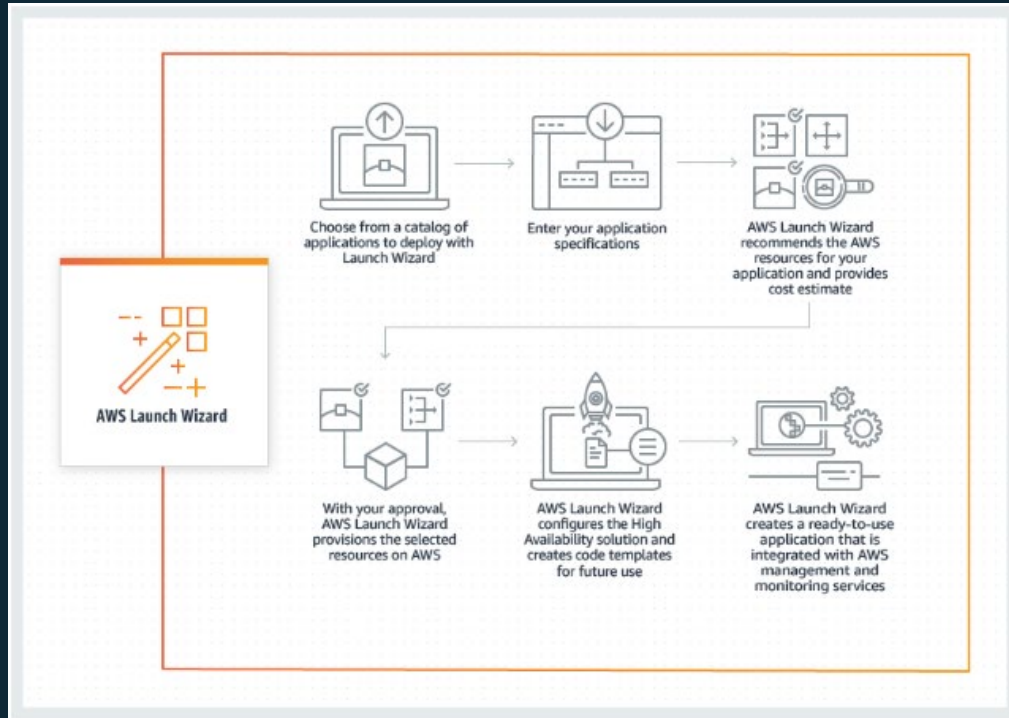 Choose from a catalog of
applications to deploy with
Launch Wizard
Enter your application
specifications
AWS Launch Wizard
recommends the AWS
resources for your
application and provides
cost estimate
AWS Launch Wizard
With your approval,
AWS Launch Wizard
provisions the selected
resources on AWS
AWS Launch Wizard
configures the High
Availability solution and
creates code templates
for future use
AWS Launch Wizard
creates a ready-to-use
application that is
integrated with AWS
management and
monitoring services